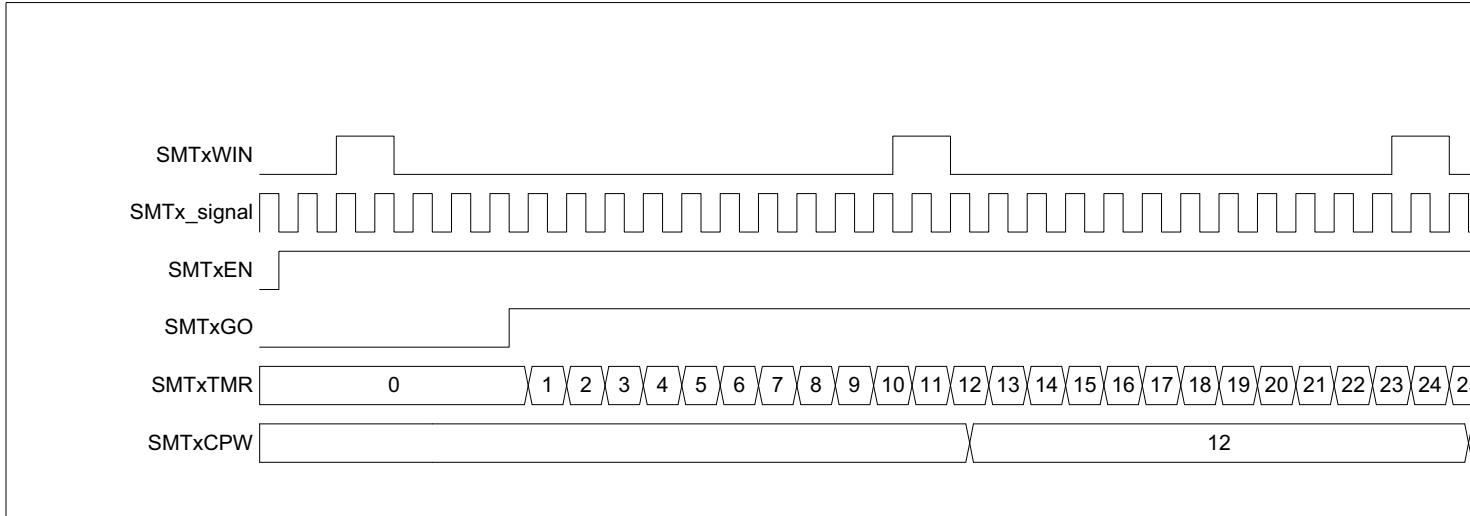 SMTxWIN
SMTx_signal
SMTxEN
SMTxGO
SMTxTMR 0 1 2 3 4 5 6 7 8 9 10 11 12 13 14 15 16 17 18 19 20 21 22 23 24 2
SMTxCPW 12